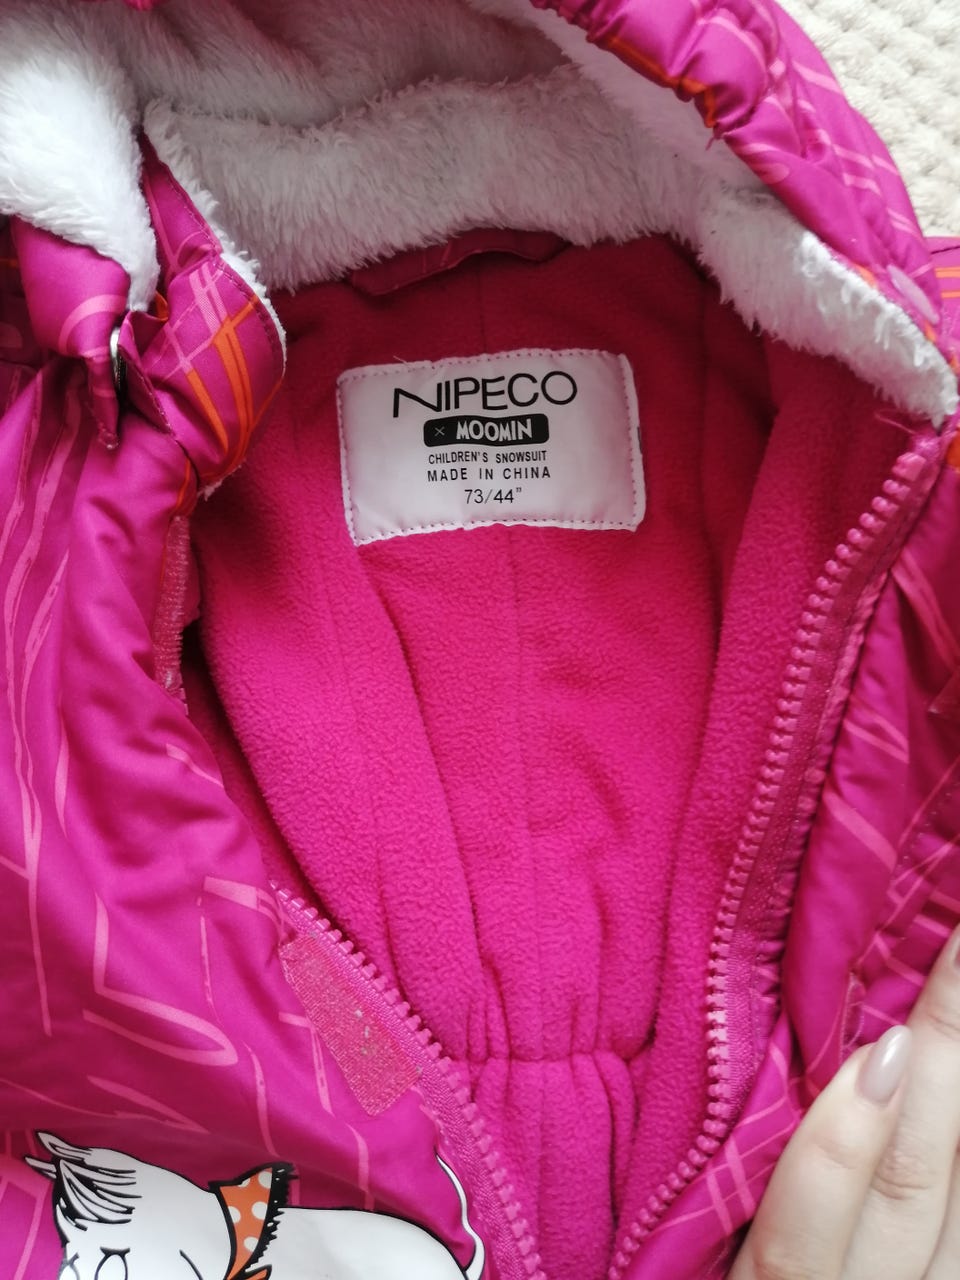 NIPECO
× MOOMIN
CHILDREN'S SNOWSUIT
MADE IN CHINA
73/44"